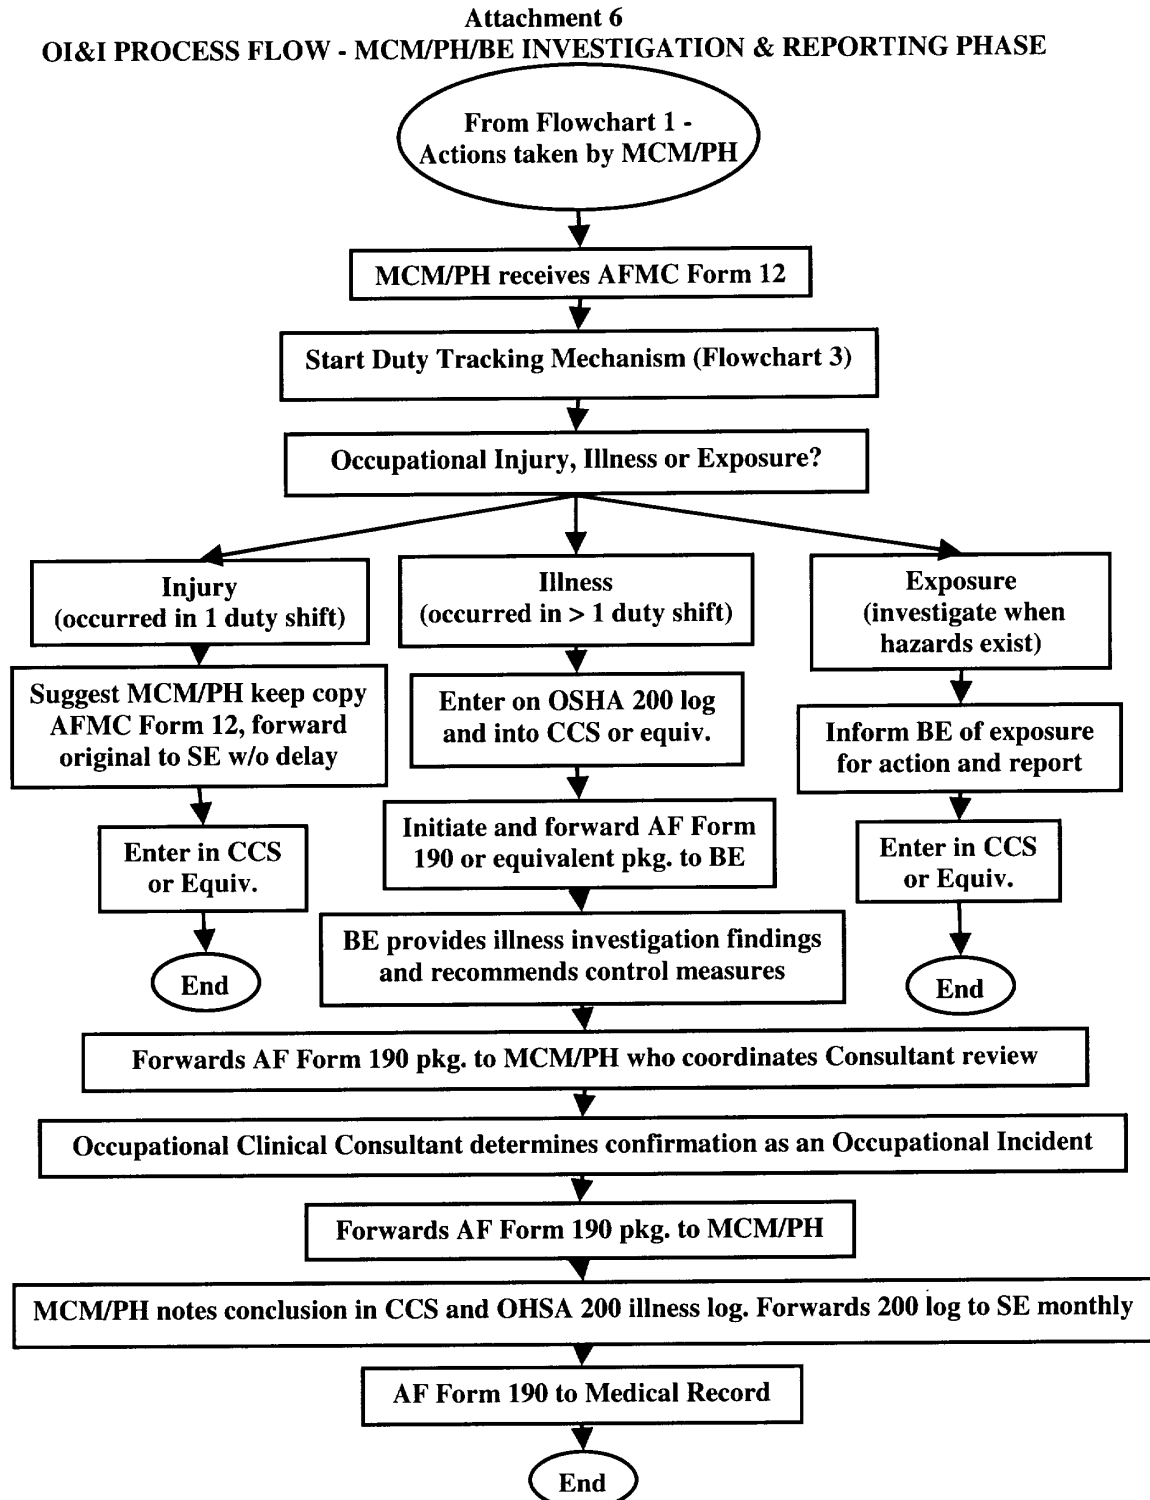 Attachment 6
OI&I PROCESS FLOW - MCM/PH/BE INVESTIGATION & REPORTING PHASE
From Flowchart 1 -
Actions taken by MCM/PH
MCM/PH receives AFMC Form 12
Start Duty Tracking Mechanism (Flowchart 3)
Occupational Injury, Illness or Exposure?
Injury
(occurred in 1 duty shift)
Illness
(occurred in > 1 duty shift)
Exposure
(investigate when
hazards exist)
Suggest MCM/PH keep copy
AFMC Form 12, forward
original to SE w/o delay
Enter on OSHA 200 log
and into CCS or equiv.
Inform BE of exposure
for action and report
Enter in CCS
or Equiv.
Initiate and forward AF Form
190 or equivalent pkg. to BE
Enter in CCS
or Equiv.
End
BE provides illness investigation findings
and recommends control measures
End
Forwards AF Form 190 pkg. to MCM/PH who coordinates Consultant review
Occupational Clinical Consultant determines confirmation as an Occupational Incident
Forwards AF Form 190 pkg. to MCM/PH
MCM/PH notes conclusion in CCS and OHSA 200 illness log. Forwards 200 log to SE monthly
AF Form 190 to Medical Record
End